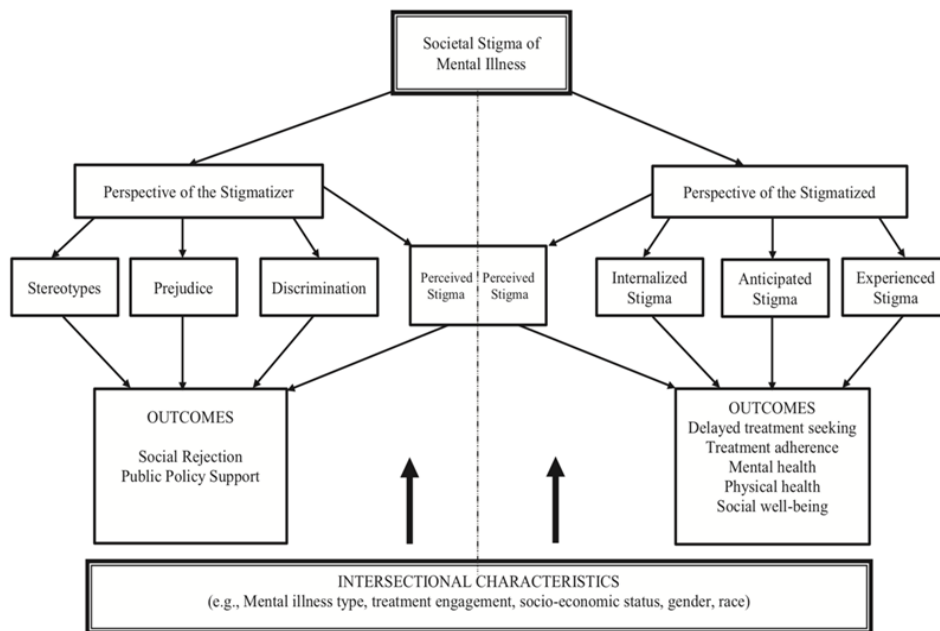 Societal Stigma of
Mental Illness
Perspective of the Stigmatizer
Perspective of the Stigmatized
Stereotypes
Prejudice
Discrimination
Perceived
Stigma
Perceived
Stigma
Internalized
Stigma
Anticipated
Stigma
Experienced
Stigma
OUTCOMES
Social Rejection
Public Policy Support
OUTCOMES
Delayed treatment seeking
Treatment adherence
Mental health
Physical health
Social well-being
INTERSECTIONAL CHARACTERISTICS
(e.g., Mental illness type, treatment engagement, socio-economic status, gender, race)